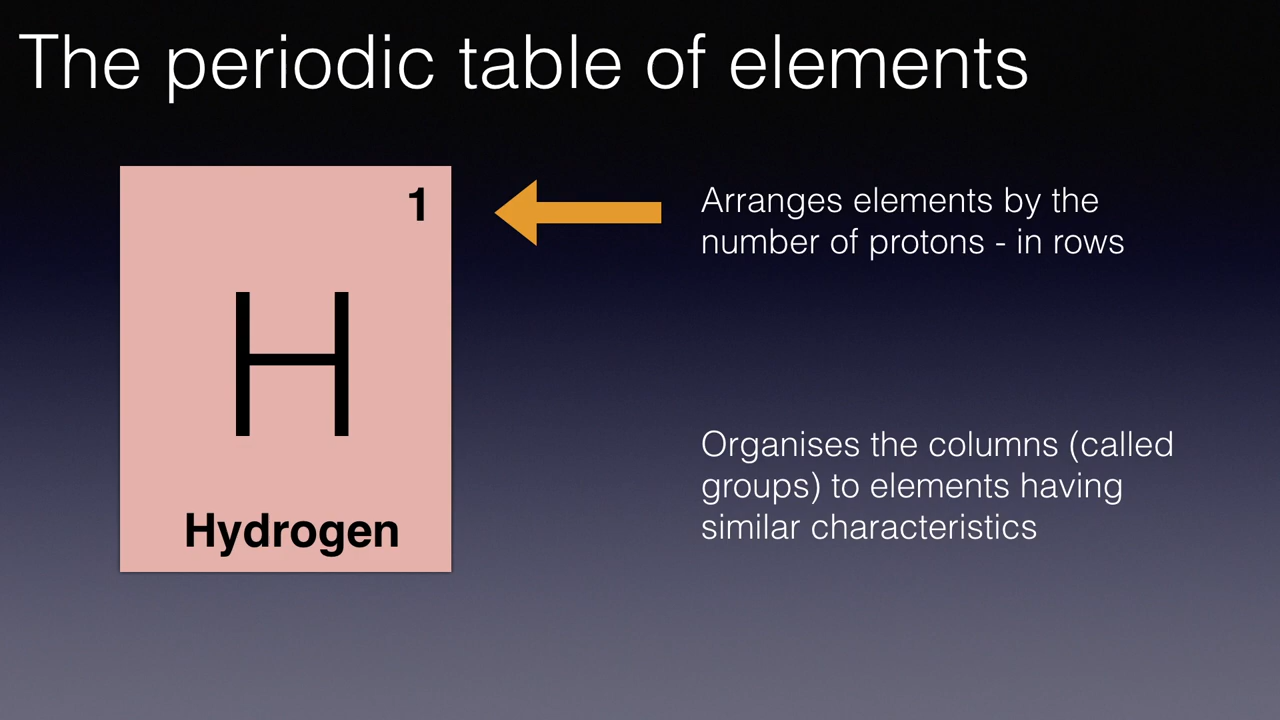 The periodic table of elements
1
H
Hydrogen
Arranges elements by the
number of protons - in rows
Organises the columns (called
groups) to elements having
similar characteristics